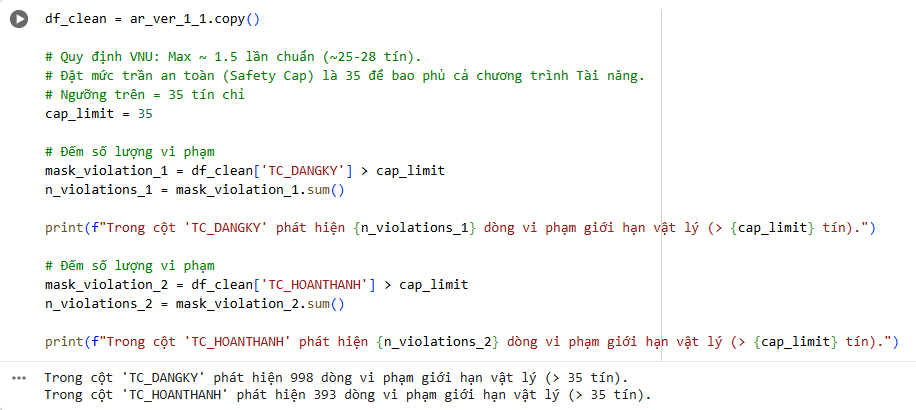 df_clean = ar_ver_1_1.copy()
# Quy định VNU: Max ~ 1.5 lần chuẩn (~25-28 tín).
# Đặt mức trần an toàn (Safety Cap) là 35 để bao phủ cả chương trình Tài năng.
# Ngưỡng trên = 35 tín chỉ
cap_limit = 35
# Đếm số lượng vi phạm
mask_violation_1 = df_clean['TC_DANGKY'] > cap_limit
n_violations_1 = mask_violation_1.sum()
print(f"Trong cột 'TC_DANGKY' phát hiện {n_violations_1} dòng vi phạm giới hạn vật lý (> {cap_limit} tín).")
# Đếm số lượng vi phạm
mask_violation_2 = df_clean['TC_HOANTHANH'] > cap_limit
n_violations_2 = mask_violation_2.sum()
print(f"Trong cột 'TC_HOANTHANH' phát hiện {n_violations_2} dòng vi phạm giới hạn vật lý (> {cap_limit} tín).")
Trong cột 'TC_DANGKY' phát hiện 998 dòng vi phạm giới hạn vật lý (> 35 tín).
Trong cột 'TC_HOANTHANH' phát hiện 393 dòng vi phạm giới hạn vật lý (> 35 tín).